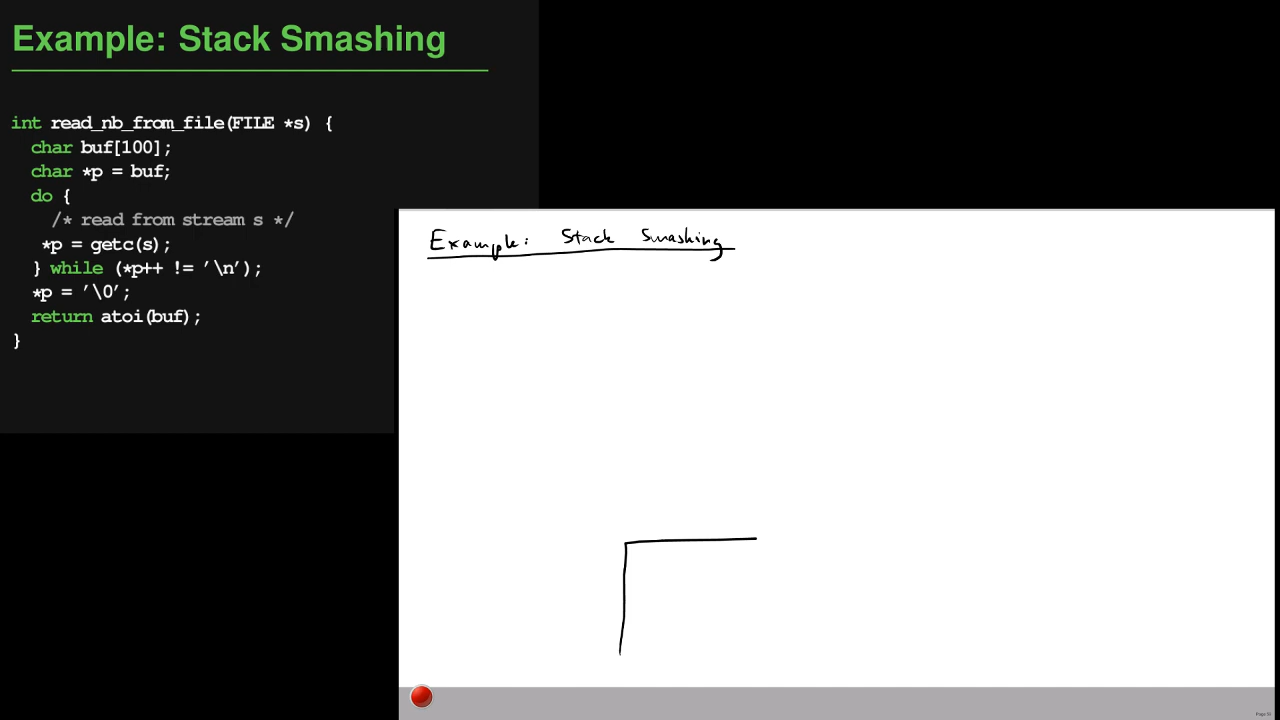 Example: Stack Smashing
int read_nb_from_file(FILE *s) {
char buf[100];
char *p = buf;
do {
/* read from stream s */
*p = getc(s);
} while (*p++ != ’\n’);
*p = ’\0’;
return atoi(buf);
}
Example: Stack Smashing